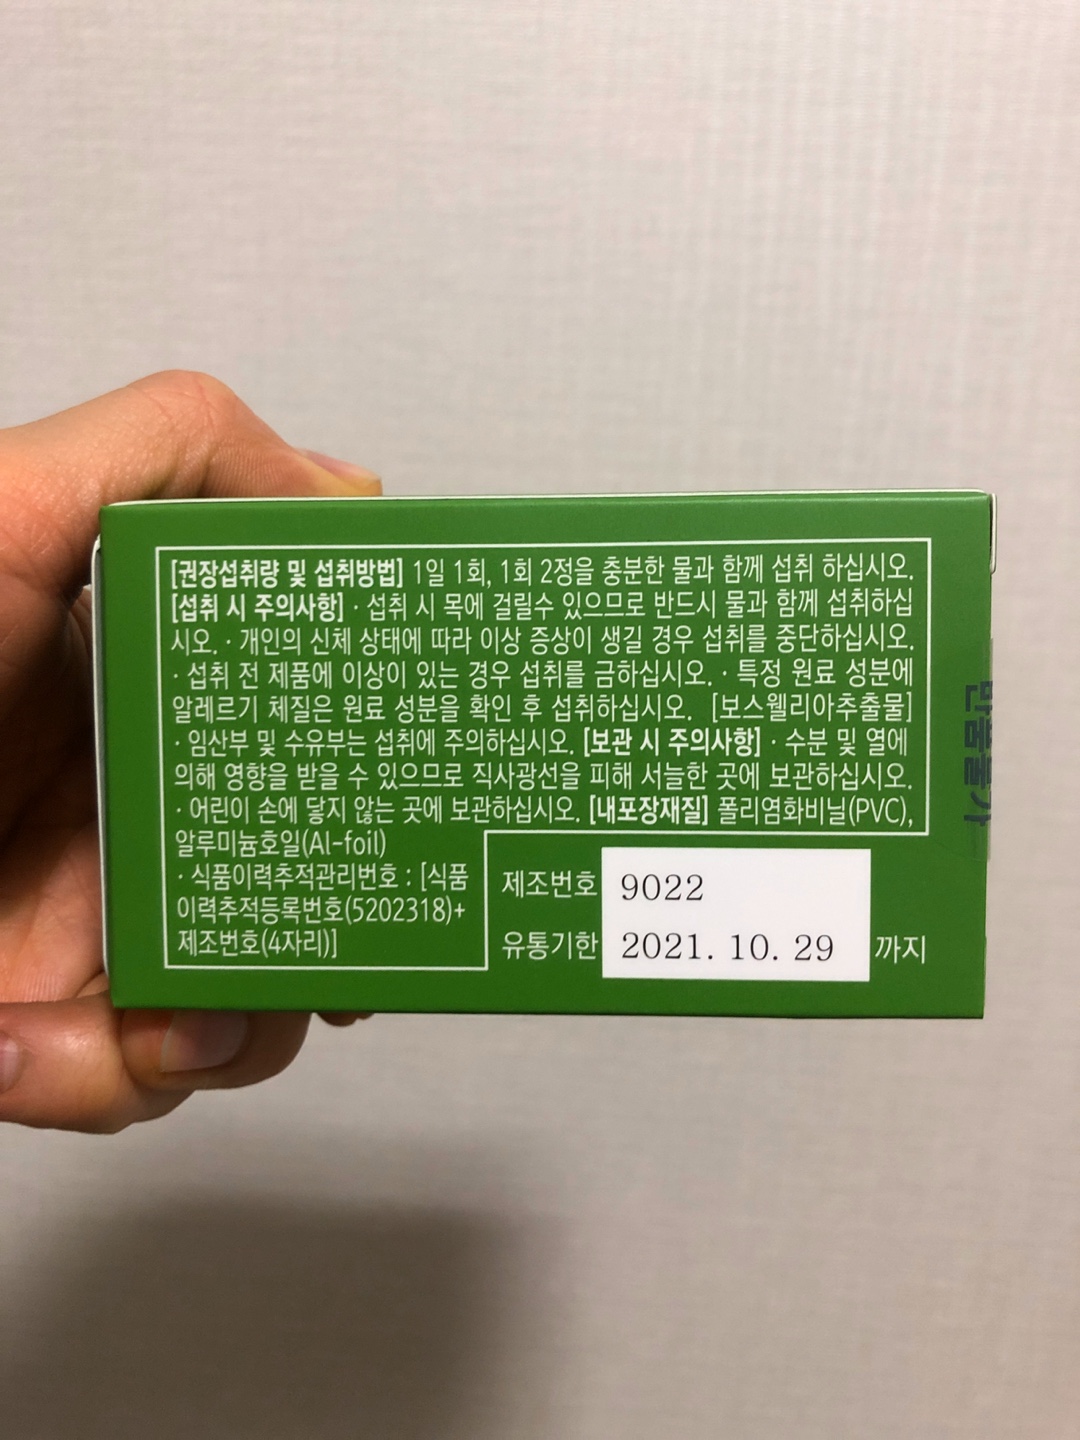 [권장섭취량 및 섭취방법] 1일 1회, 1회 2정을 충분한 물과 함께 섭취 하십시오.
[섭취 시 주의사항] · 섭취 시 목에 걸릴수 있으므로 반드시 물과 함께 섭취하십
시오. · 개인의 신체 상태에 따라 이상 증상이 생길 경우 섭취를 중단하십시오.
· 섭취 전 제품에 이상이 있는 경우 섭취를 금하십시오. · 특정 원료 성분에
알레르기 체질은 원료 성분을 확인 후 섭취하십시오. [보스웰리아추출물]
· 임산부 및 수유부는 섭취에 주의하십시오. [보관 시 주의사항] · 수분 및 열에
의해 영향을 받을 수 있으므로 직사광선을 피해 서늘한 곳에 보관하십시오.
· 어린이 손에 닿지 않는 곳에 보관하십시오. [내포장재질] 폴리염화비닐(PVC),
알루미늄호일(Al-foil)
· 식품이력추적관리번호 : [식품
이력추적등록번호(5202318)+
제조번호(4자리)]
제조번호 9022
유통기한 2021. 10. 29 까지
반품불가